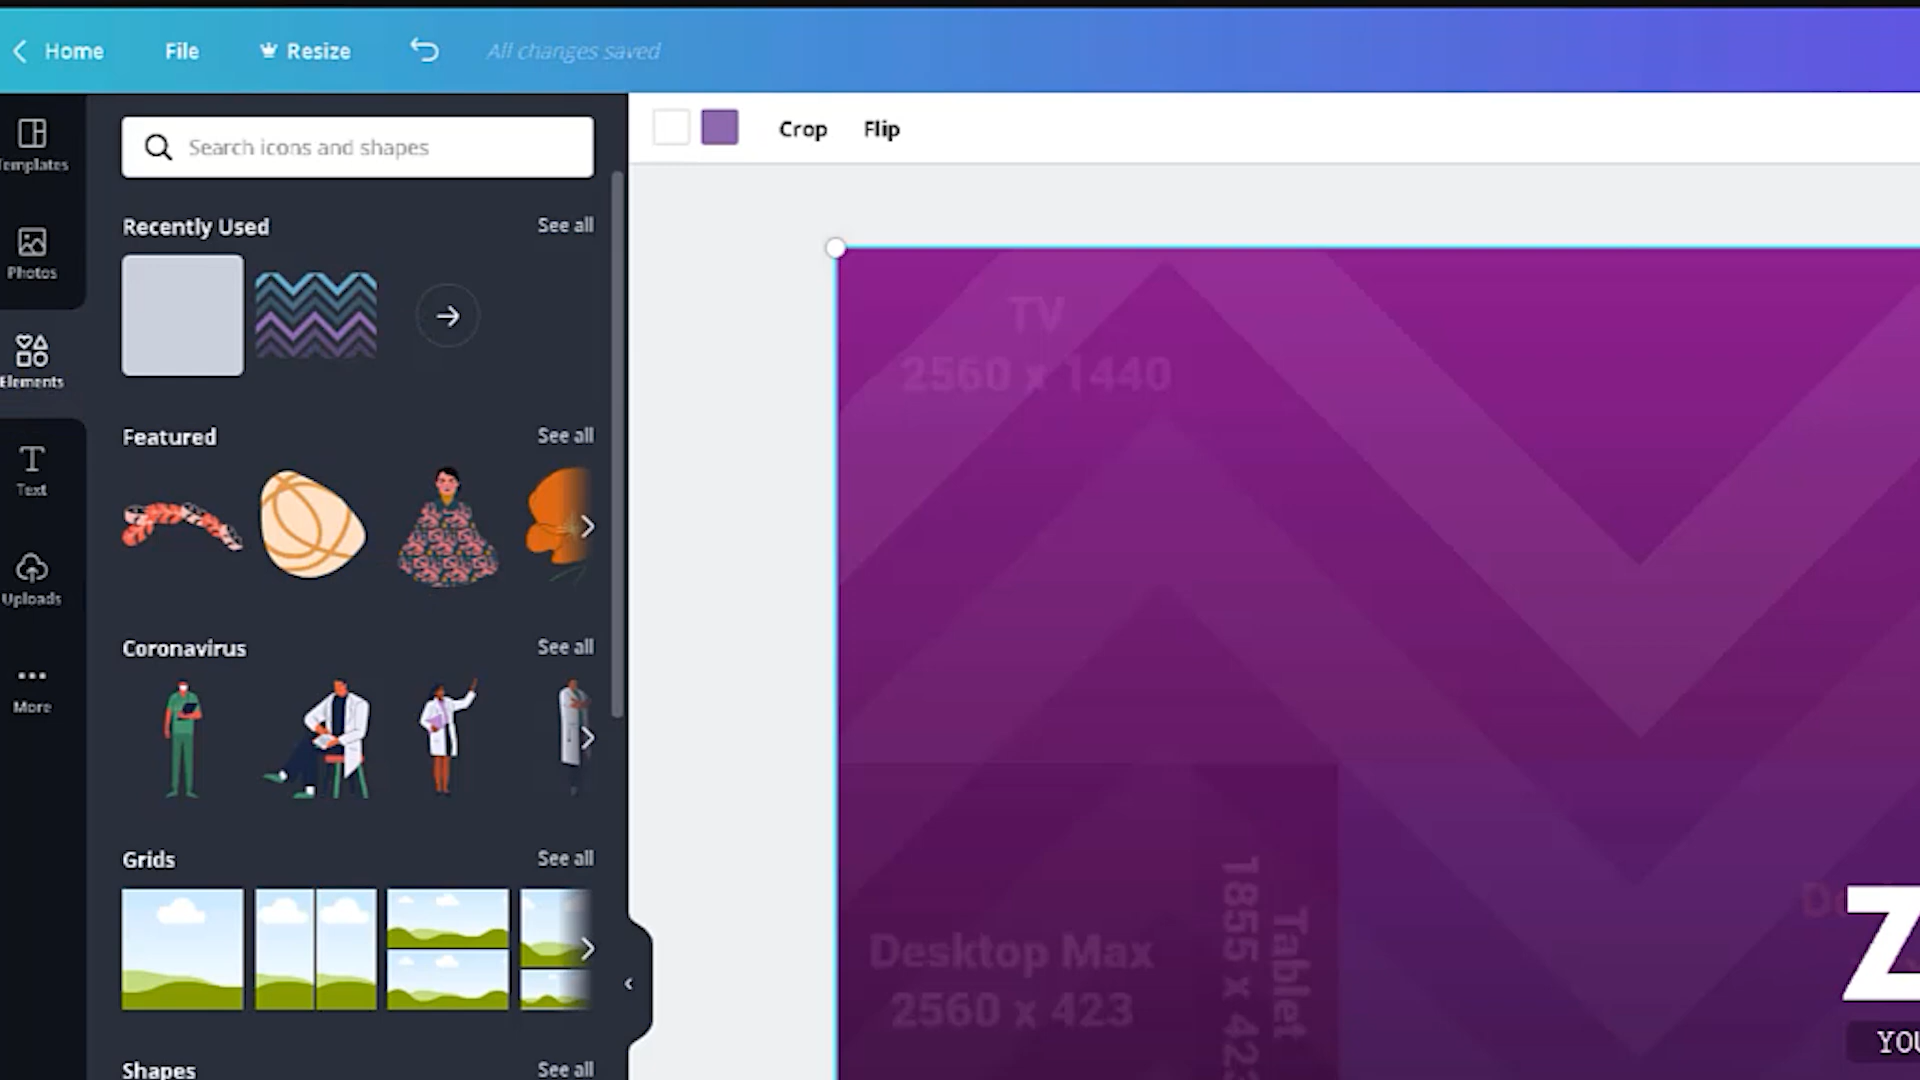 Home File Resize All changes saved
Templates
Photos
Elements
Text
Uploads
More
Search icons and shapes
Recently Used See all
Featured See all
Coronavirus See all
Grids See all
Shapes See all
Crop Flip
TV
2560 x 1440
Desktop Max
2560 x 423
Tablet
1855 x 423
Z
YOU